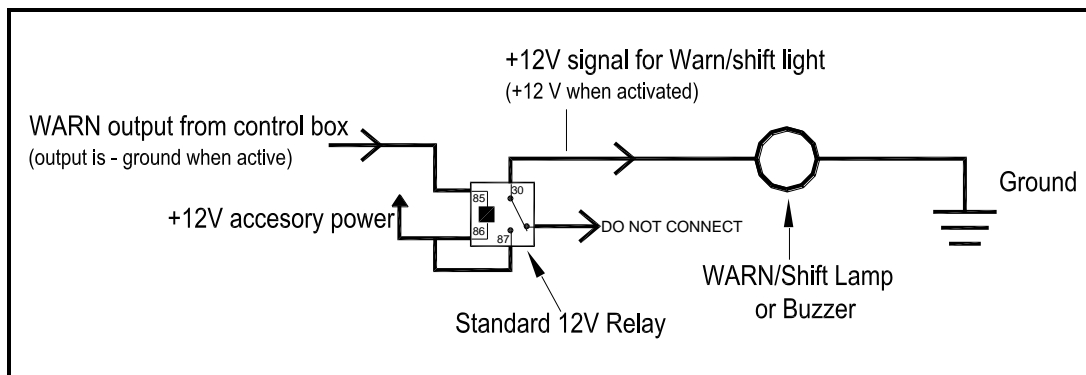 +12V signal for Warn/shift light
(+12 V when activated)
WARN output from control box
(output is - ground when active)
+12V accesory power
85
86
30
87
DO NOT CONNECT
Ground
WARN/Shift Lamp
or Buzzer
Standard 12V Relay